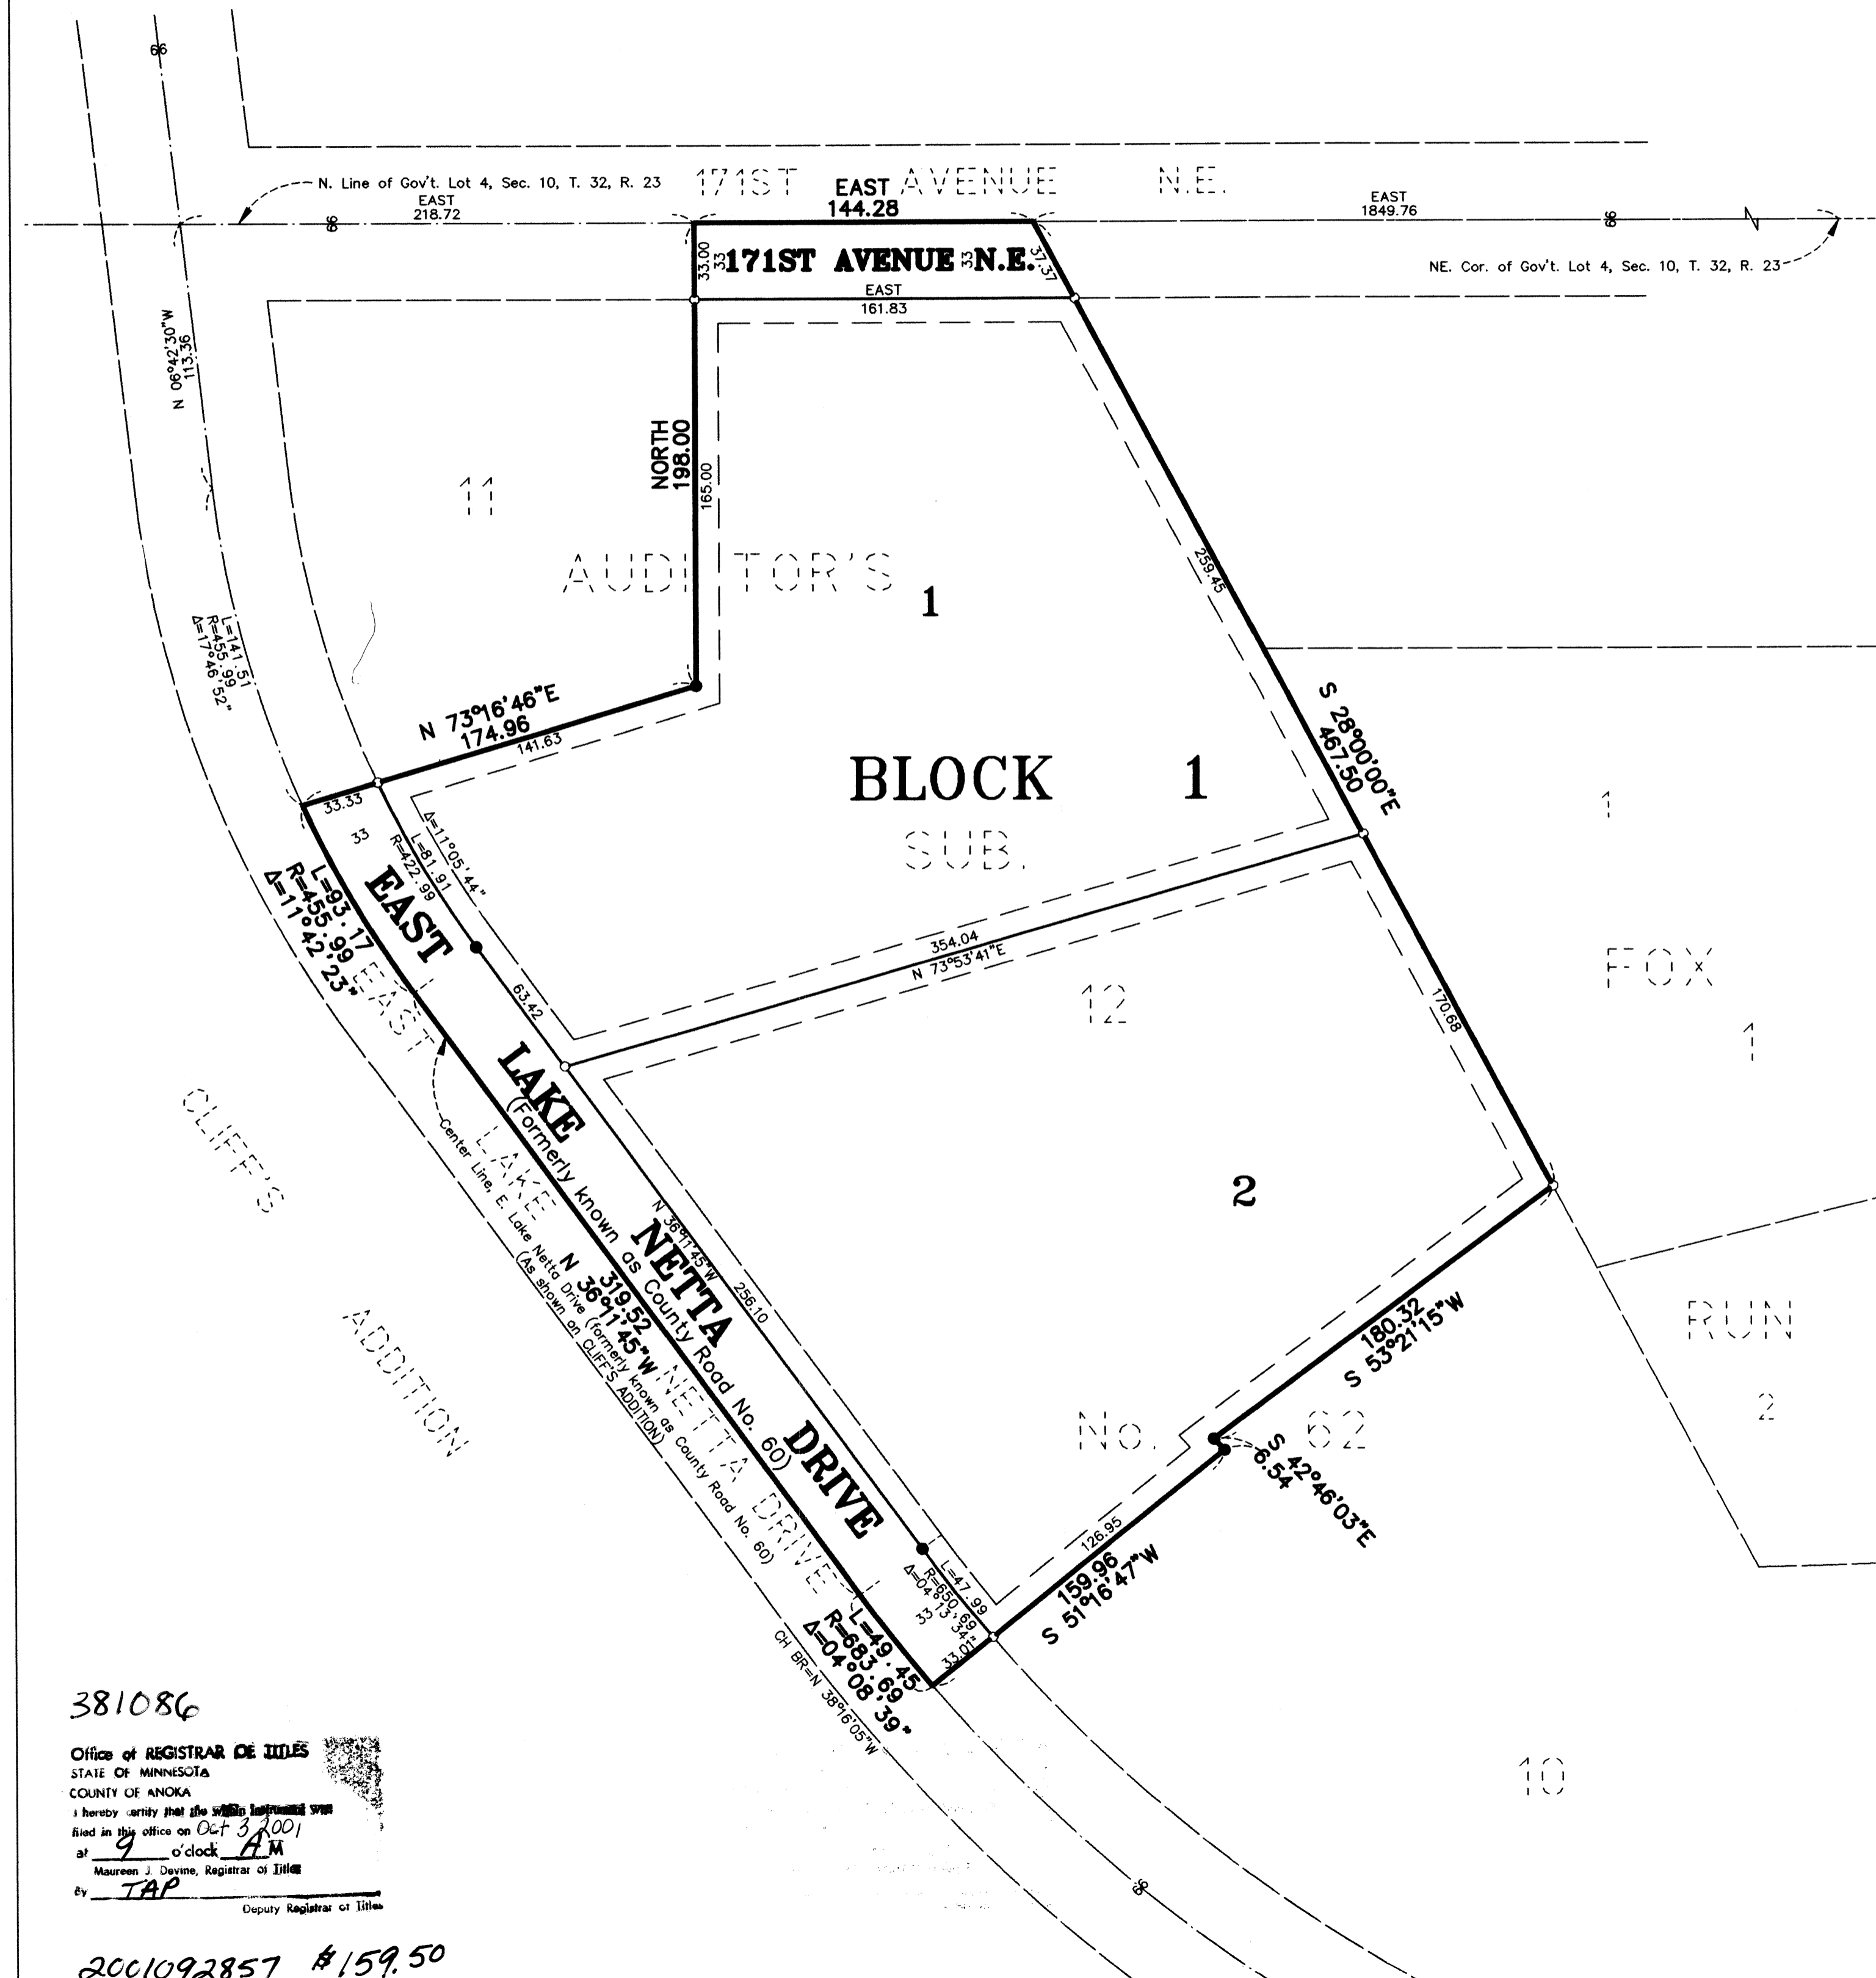 66
N. Line of Gov't. Lot 4, Sec. 10, T. 32, R. 23
171ST AVENUE N.E.
EAST
218.72
EAST
144.28
EAST
1849.76
66
66
NE. Cor. of Gov't. Lot 4, Sec. 10, T. 32, R. 23
33.00
33
171ST AVENUE N.E.
33
37.37
EAST
161.83
N 06°42'30"W
113.36
NORTH
198.00
165.00
11
AUDITOR'S
1
259.45
L=141.51
R=455.99
Δ=17°46'52"
N 73°16'46"E
174.96
141.63
S 28°00'00"E
467.50
BLOCK 1
SUB.
1
33.33
33
Δ=11°05'44"
L=81.91
R=422.99
L=93.17
R=455.99
Δ=11°42'23"
EAST
EAST
354.04
N 73°53'41"E
63.42
12
170.68
FOX
1
LAKE
(Formerly known as County Road No. 60)
LAKE
Center Line, E. Lake Netta Drive (formerly known as County Road No. 60)
(As shown on CLIFF'S ADDITION)
CLIFF'S
ADDITION
N 36°11'45"W
256.10
NETTA
319.52
N 36°11'45"W
NETTA DRIVE
2
180.32
S 53°21'15"W
RUN
2
No. 62
S 42°46'03"E
6.54
DRIVE
126.95
159.96
S 51°16'47"W
L=47.99
R=650.69
Δ=04°13'34"
33
33.01
L=49.45
R=683.69
Δ=04°08'39"
CH BR=N 38°16'05"W
10
66
381086
Office of REGISTRAR OF TITLES
STATE OF MINNESOTA
COUNTY OF ANOKA
I hereby certify that the within instrument was
filed in this office on Oct 3 2001
at 9 o'clock A M
Maureen J. Devine, Registrar of Titles
By TAP
Deputy Registrar of Titles
2001092857 $159.50